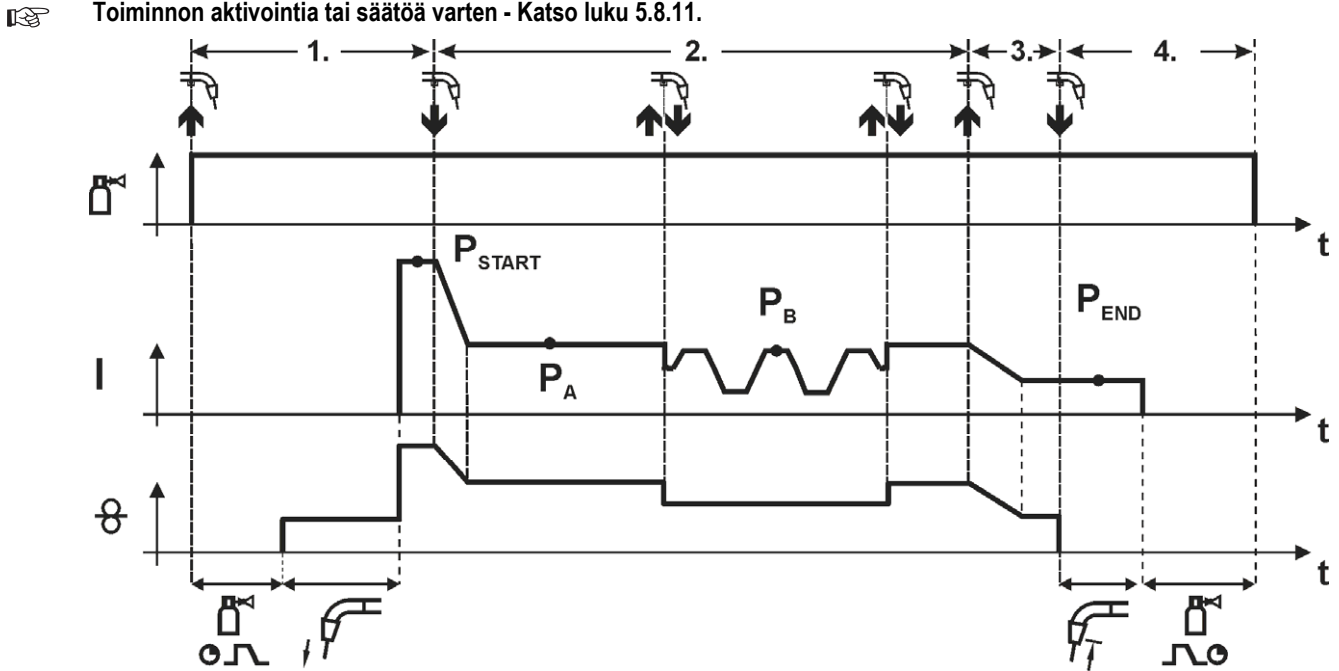 Toiminnon aktivointia tai säätöä varten - Katso luku 5.8.11.
1. 2. 3. 4.
t
P START
P B
P END
I
P A
t
t